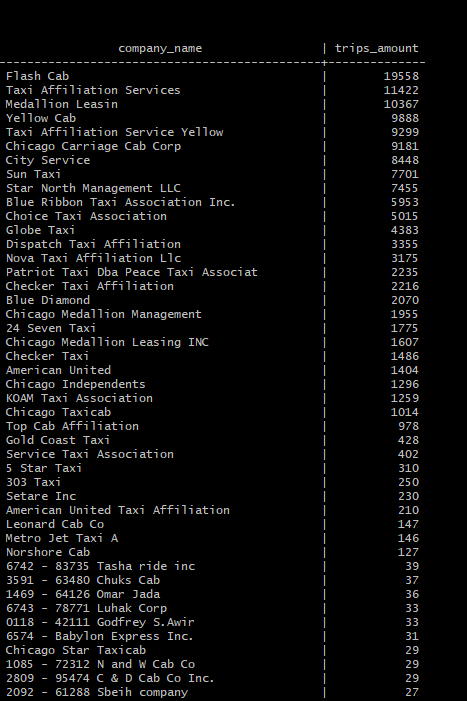 company_name | trips_amount
Flash Cab | 19558
Taxi Affiliation Services | 11422
Medallion Leasin | 10367
Yellow Cab | 9888
Taxi Affiliation Service Yellow | 9299
Chicago Carriage Cab Corp | 9181
City Service | 8448
Sun Taxi | 7701
Star North Management LLC | 7455
Blue Ribbon Taxi Association Inc. | 5953
Choice Taxi Association | 5015
Globe Taxi | 4383
Dispatch Taxi Affiliation | 3355
Nova Taxi Affiliation Llc | 3175
Patriot Taxi Dba Peace Taxi Associat | 2235
Checker Taxi Affiliation | 2216
Blue Diamond | 2070
Chicago Medallion Management | 1955
24 Seven Taxi | 1775
Chicago Medallion Leasing INC | 1607
Checker Taxi | 1486
American United | 1404
Chicago Independents | 1296
KOAM Taxi Association | 1259
Chicago Taxicab | 1014
Top Cab Affiliation | 978
Gold Coast Taxi | 428
Service Taxi Association | 402
5 Star Taxi | 310
303 Taxi | 250
Setare Inc | 230
American United Taxi Affiliation | 210
Leonard Cab Co | 147
Metro Jet Taxi A | 146
Norshore Cab | 127
6742 - 83735 Tasha ride inc | 39
3591 - 63480 Chuks Cab | 37
1469 - 64126 Omar Jada | 36
6743 - 78771 Luhak Corp | 33
0118 - 42111 Godfrey S.Awir | 33
6574 - Babylon Express Inc. | 31
Chicago Star Taxicab | 29
1085 - 72312 N and W Cab Co | 29
2809 - 95474 C & D Cab Co Inc. | 29
2092 - 61288 Sbeih company | 27